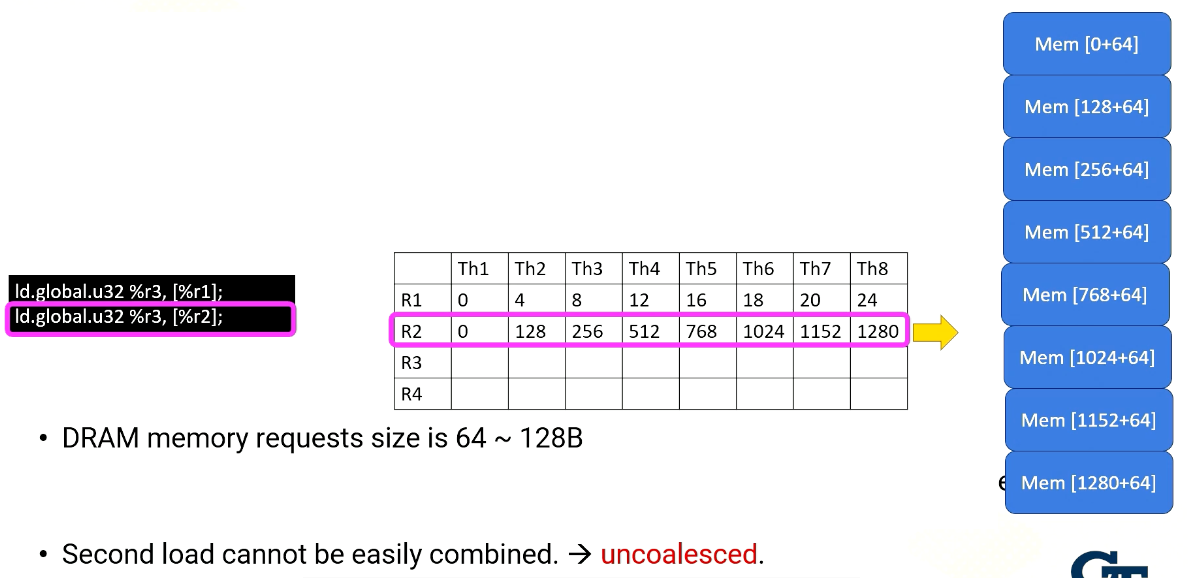 Mem [0+64]
Mem [128+64]
Mem [256+64]
Mem [512+64]
Mem [768+64]
Mem [1024+64]
Mem [1152+64]
Mem [1280+64]
ld.global.u32 %r3, [%r1];
ld.global.u32 %r3, [%r2];
Th1 Th2 Th3 Th4 Th5 Th6 Th7 Th8
R1 0 4 8 12 16 18 20 24
R2 0 128 256 512 768 1024 1152 1280
R3
R4
• DRAM memory requests size is 64 ~ 128B
• Second load cannot be easily combined. → uncoalesced.